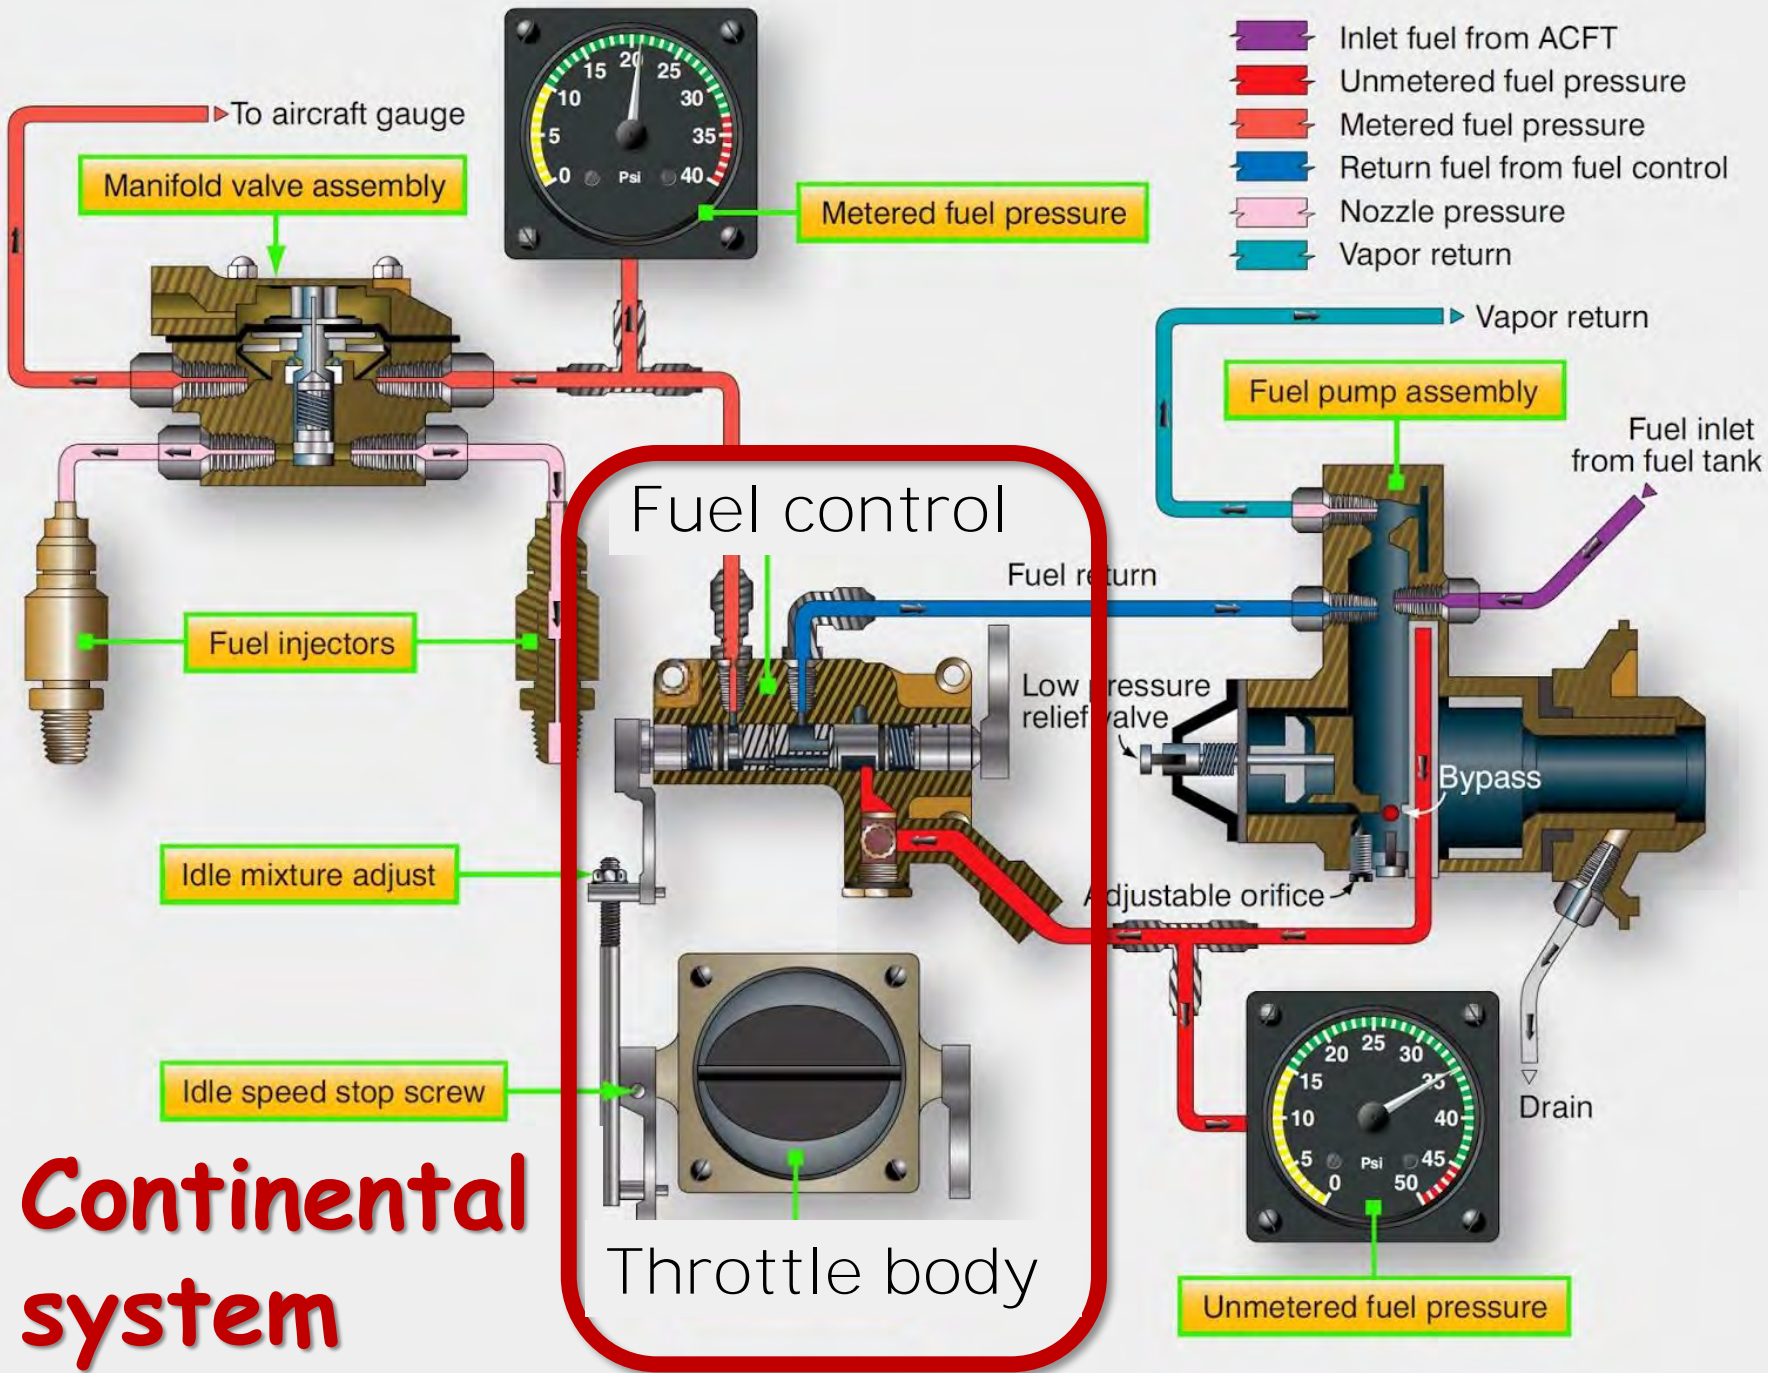 To aircraft gauge
Manifold valve assembly
0 5 10 15 20 25 30 35 40
Psi
Metered fuel pressure
Inlet fuel from ACFT
Unmetered fuel pressure
Metered fuel pressure
Return fuel from fuel control
Nozzle pressure
Vapor return
Vapor return
Fuel pump assembly
Fuel inlet
from fuel tank
Fuel control
Fuel return
Fuel injectors
Low pressure
relief valve
Bypass
Idle mixture adjust
Adjustable orifice
Idle speed stop screw
0 5 10 15 20 25 30 35 40 45 50
Psi
Drain
Continental
system
Throttle body
Unmetered fuel pressure